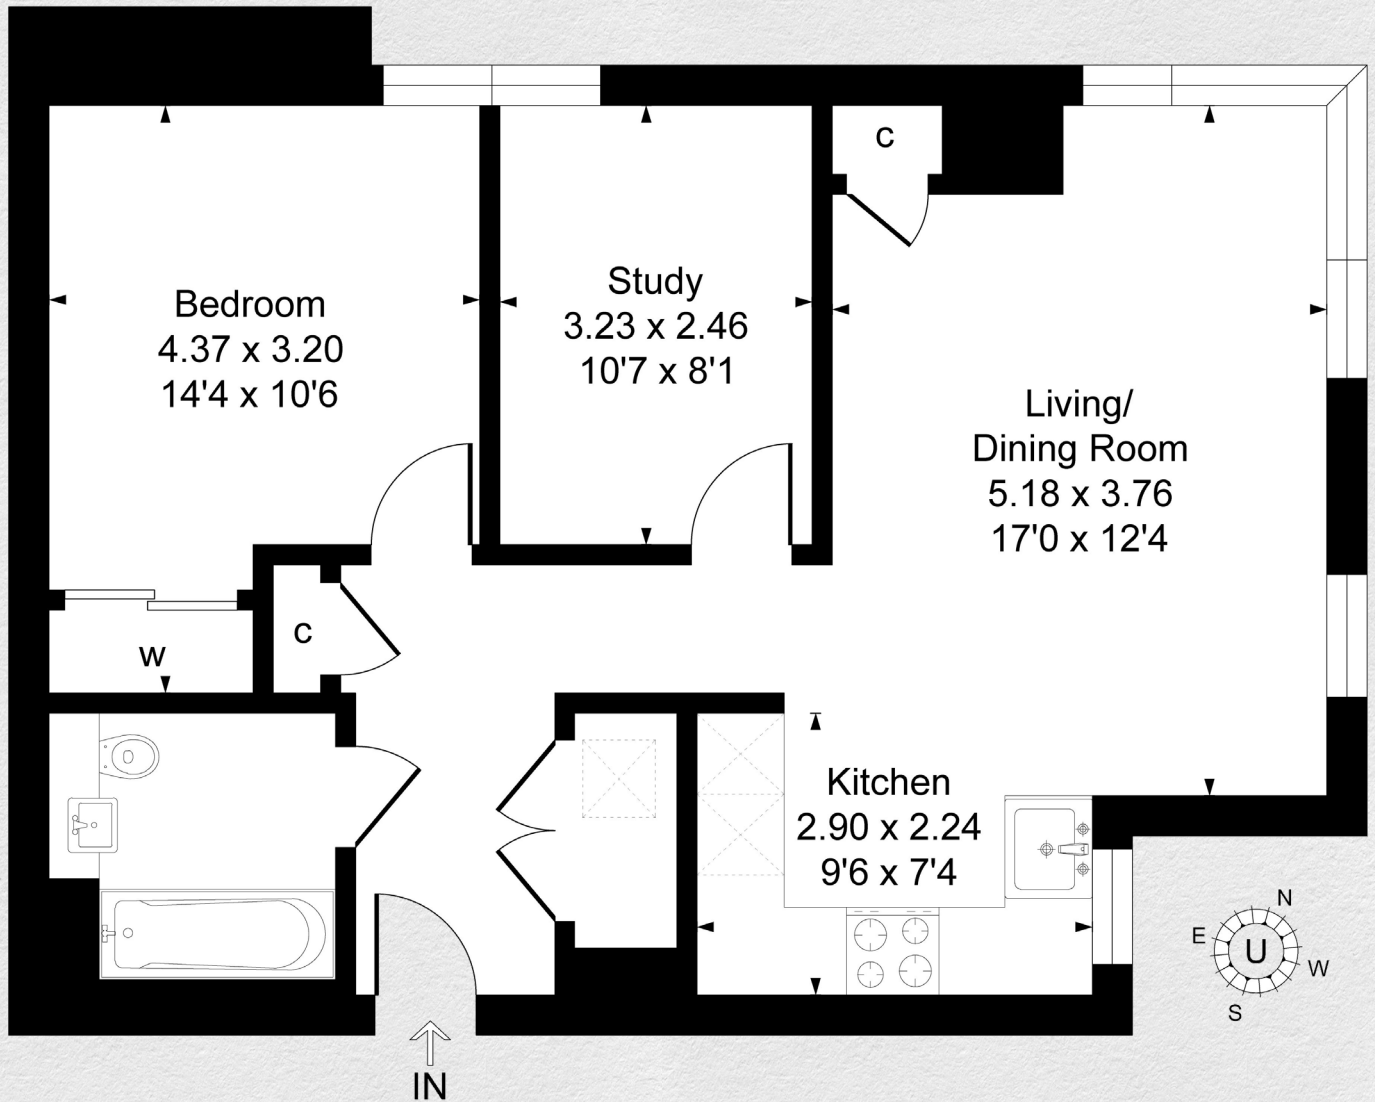 c
Bedroom
4.37 x 3.20
14'4 x 10'6
Study
3.23 x 2.46
10'7 x 8'1
Living/
Dining Room
5.18 x 3.76
17'0 x 12'4
c
w
Kitchen
2.90 x 2.24
9'6 x 7'4
N
E
U
W
S
IN